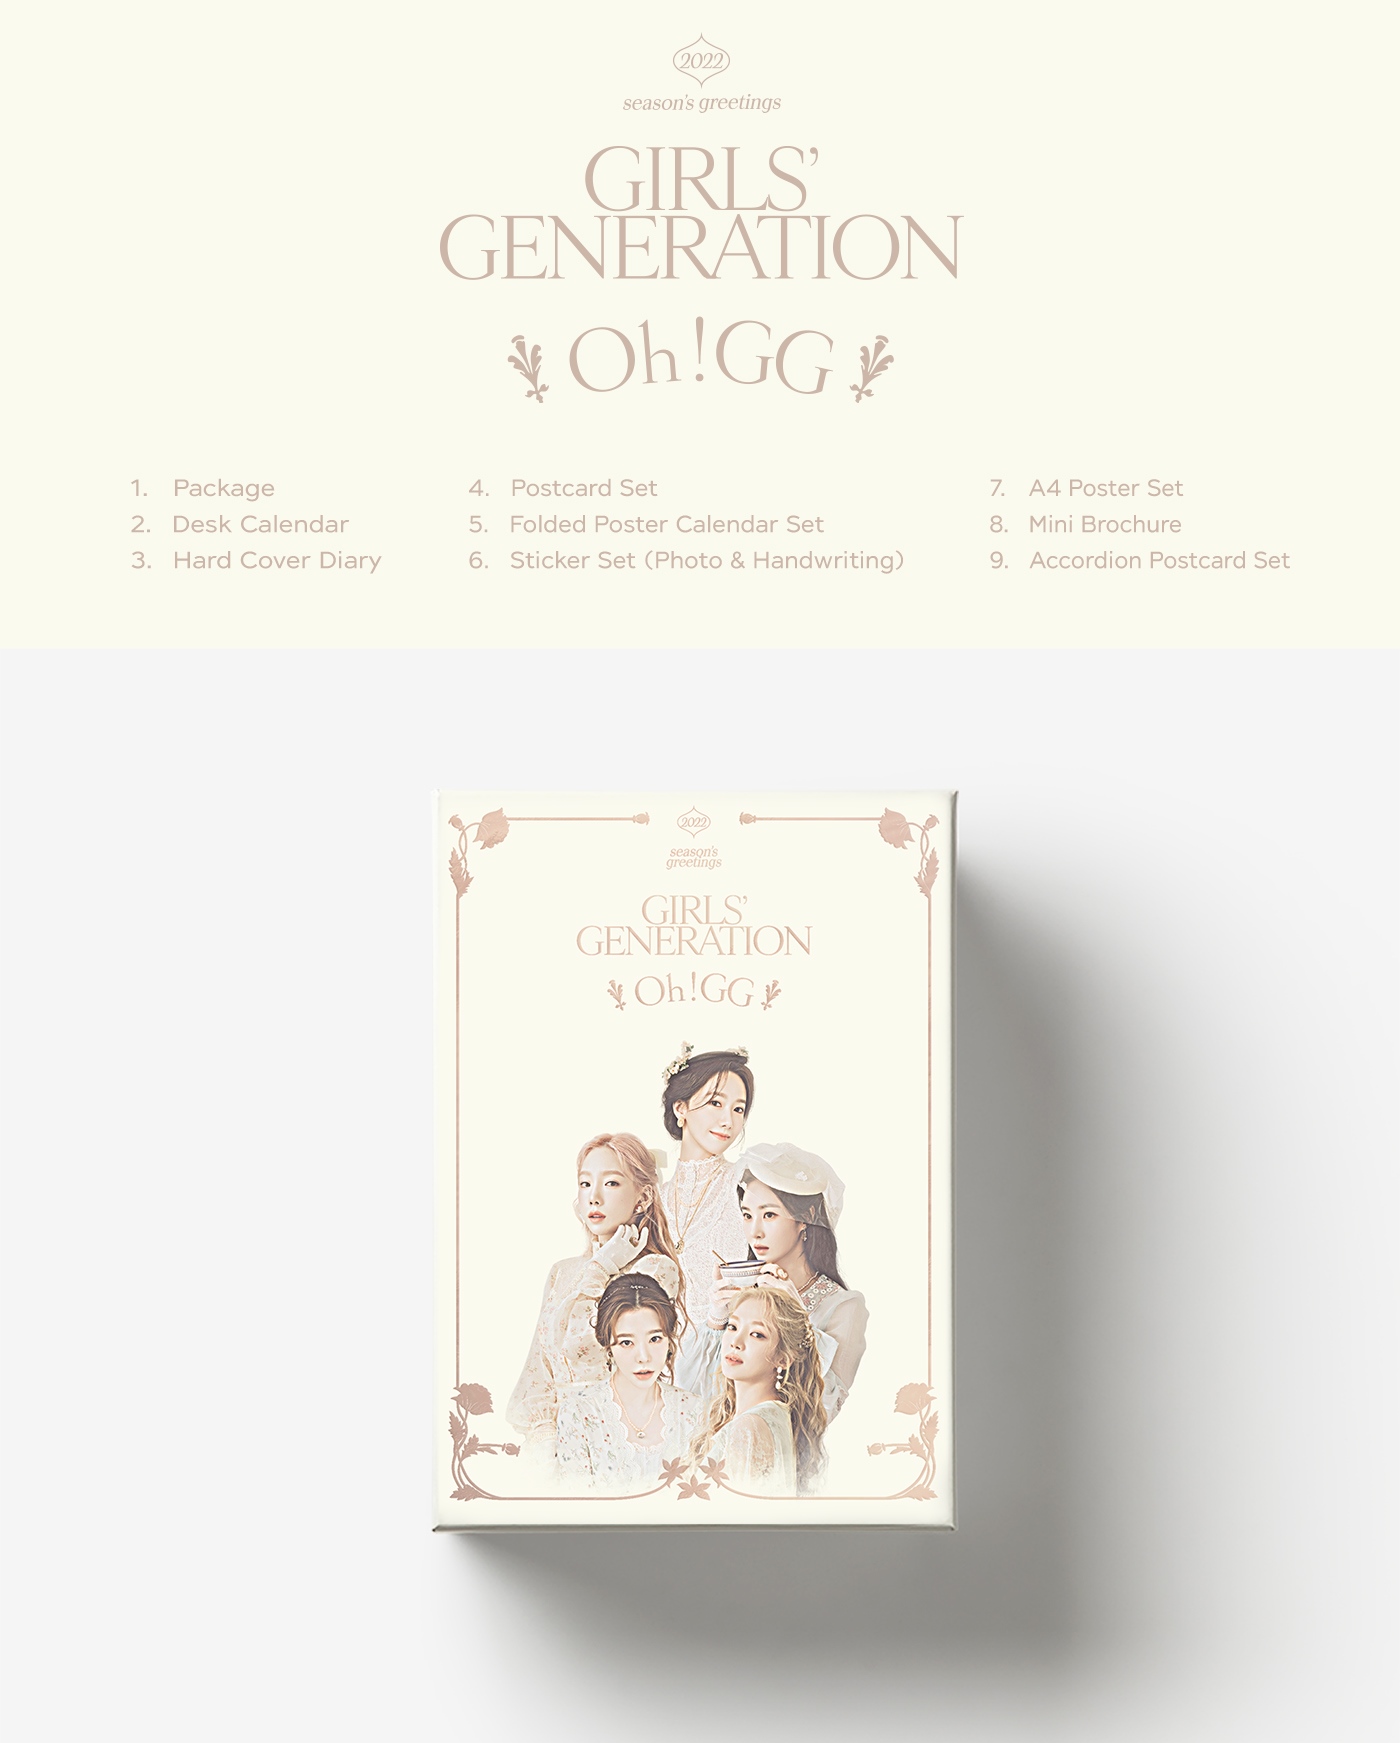 2022
season's greetings
GIRLS'
GENERATION
Oh!GG
1. Package
2. Desk Calendar
3. Hard Cover Diary
4. Postcard Set
5. Folded Poster Calendar Set
6. Sticker Set (Photo & Handwriting)
7. A4 Poster Set
8. Mini Brochure
9. Accordion Postcard Set
2022
season's
greetings
GIRLS'
GENERATION
Oh!GG